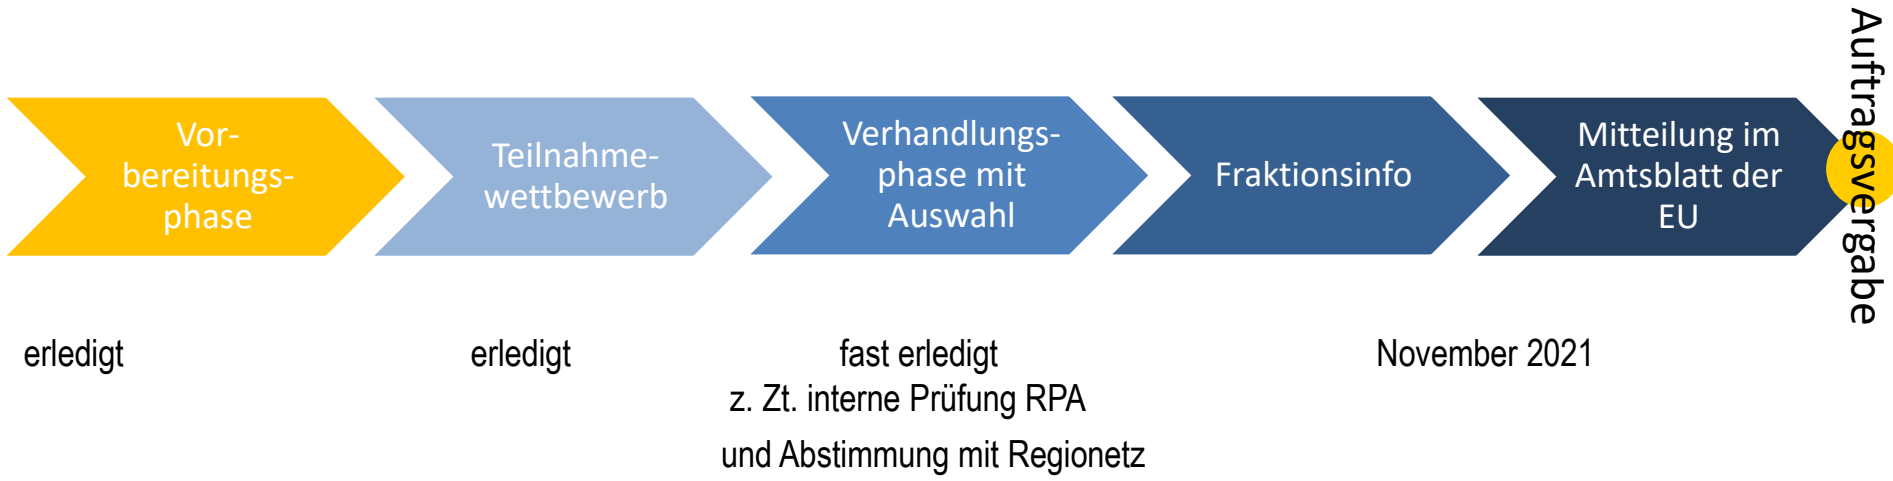 Vor-
bereitungs-
phase
Teilnahme-
wettbewerb
Verhandlungs-
phase mit
Auswahl
Fraktionsinfo
Mitteilung im
Amtsblatt der
EU
Auftragsvergabe
erledigt
erledigt
fast erledigt
z. Zt. interne Prüfung RPA
und Abstimmung mit Regionetz
November 2021